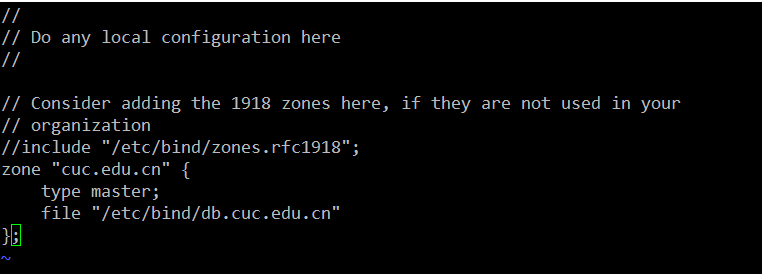 //
// Do any local configuration here
//
// Consider adding the 1918 zones here, if they are not used in your
// organization
//include "/etc/bind/zones.rfc1918";
zone "cuc.edu.cn" {
    type master;
    file "/etc/bind/db.cuc.edu.cn"
};
~